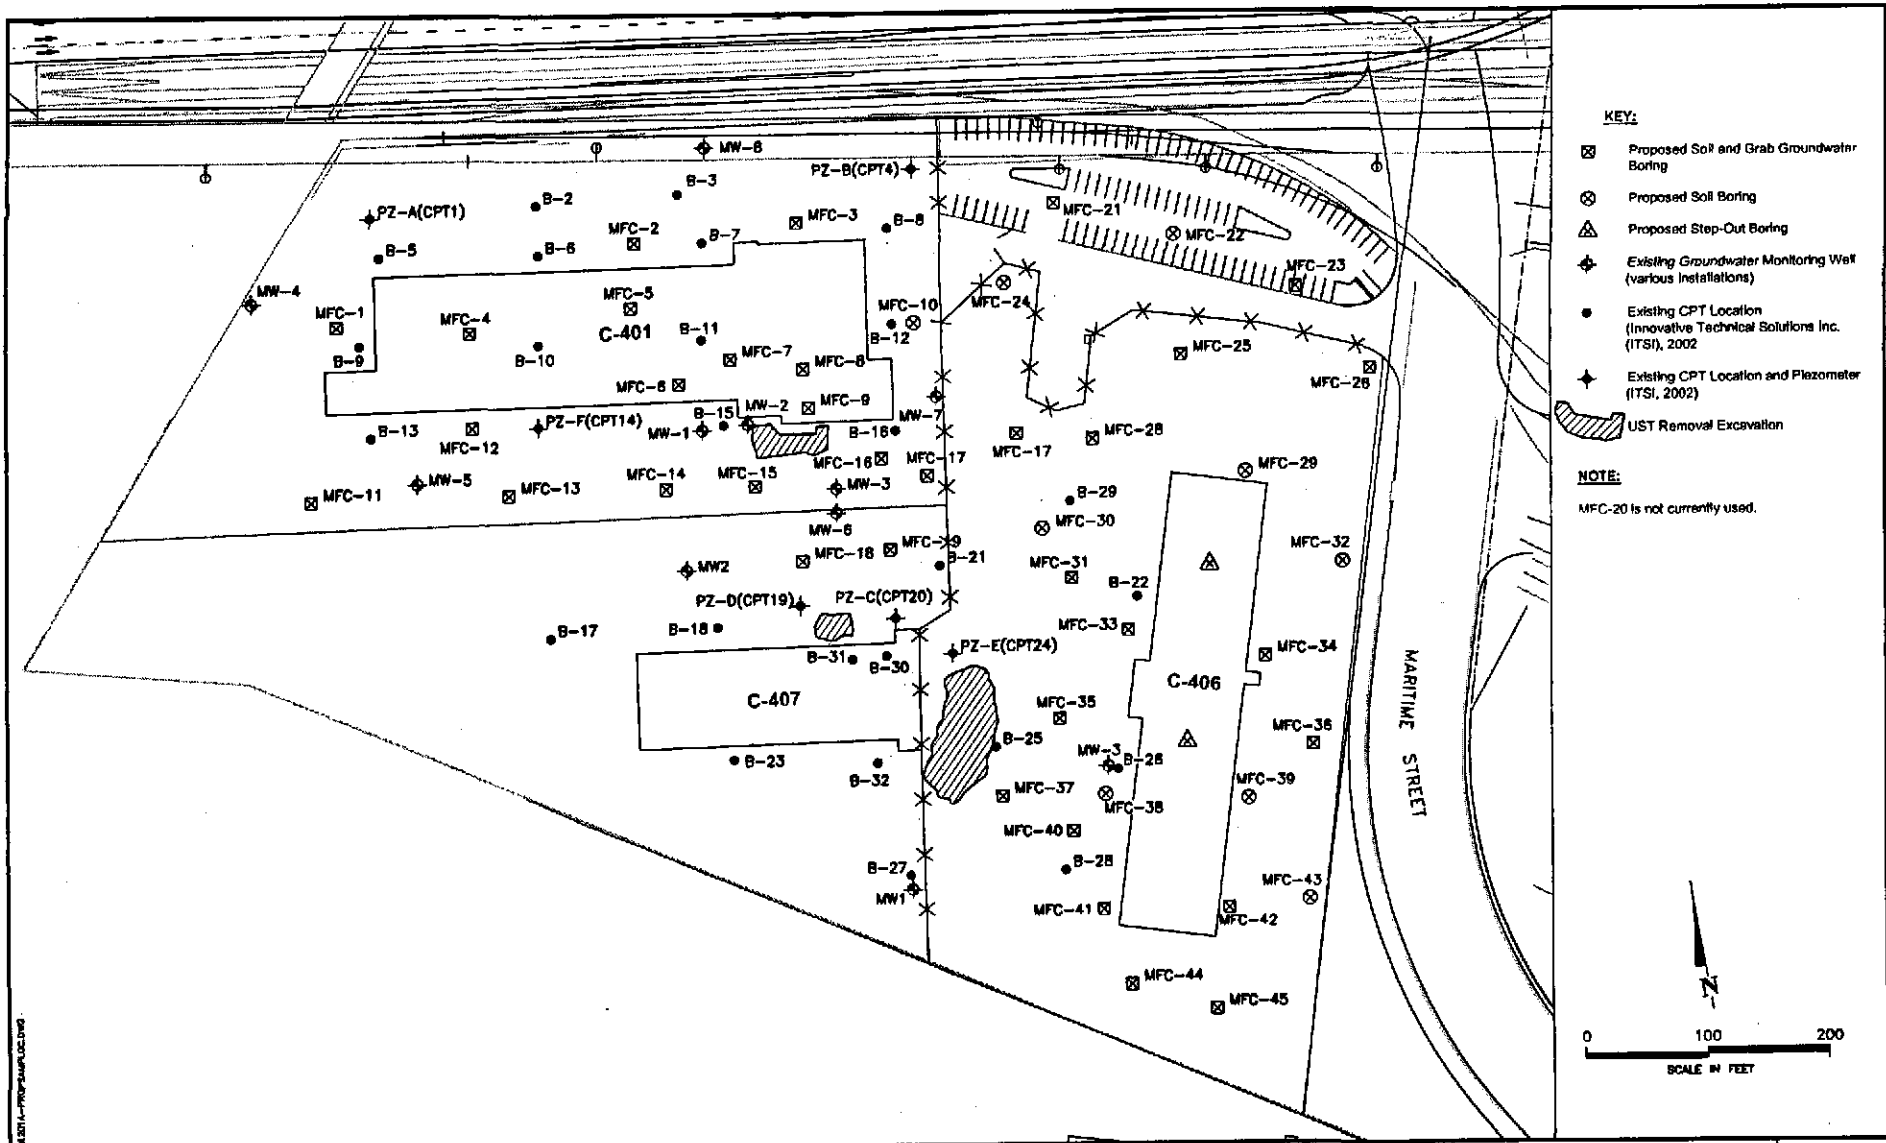 MW-6
PZ-B(CPT4)
B-3
B-2
PZ-A(CPT1)
MFC-3
MFC-21
B-8
MFC-2
B-7
MFC-22
B-5
B-6
MFC-23
MW-4
MFC-24
MFC-5
MFC-10
MFC-1
MFC-4
C-401
B-11
B-12
MFC-25
B-9
B-10
MFC-7
MFC-8
MFC-26
MFC-6
MW-2
MFC-9
MW-7
B-15
B-13
PZ-F(CPT14)
MW-1
B-16
MFC-28
MFC-12
MFC-17
MFC-16
MFC-17
MFC-29
MW-5
MFC-14
MFC-15
MFC-11
MFC-13
MW-3
B-29
MW-6
MFC-30
MFC-18
MFC-19
B-21
MFC-32
MW2
MFC-31
B-22
PZ-D(CPT19)
PZ-C(CPT20)
B-17
B-18
MFC-33
PZ-E(CPT24)
MFC-34
B-31
B-30
C-406
C-407
MFC-35
MFC-36
B-25
MW-3
B-26
B-23
B-32
MFC-37
MFC-39
MFC-38
MFC-40
B-27
B-28
MW1
MFC-43
MFC-41
MFC-42
MFC-44
MFC-45
MARITIME STREET
KEY:
Proposed Soil and Grab Groundwater
Boring
Proposed Soil Boring
Proposed Step-Out Boring
Existing Groundwater Monitoring Well
(various installations)
Existing CPT Location
(Innovative Technical Solutions Inc.
(ITSI), 2002
Existing CPT Location and Piezometer
(ITSI, 2002)
UST Removal Excavation
NOTE:
MFC-20 is not currently used.
N
0 100 200
SCALE IN FEET